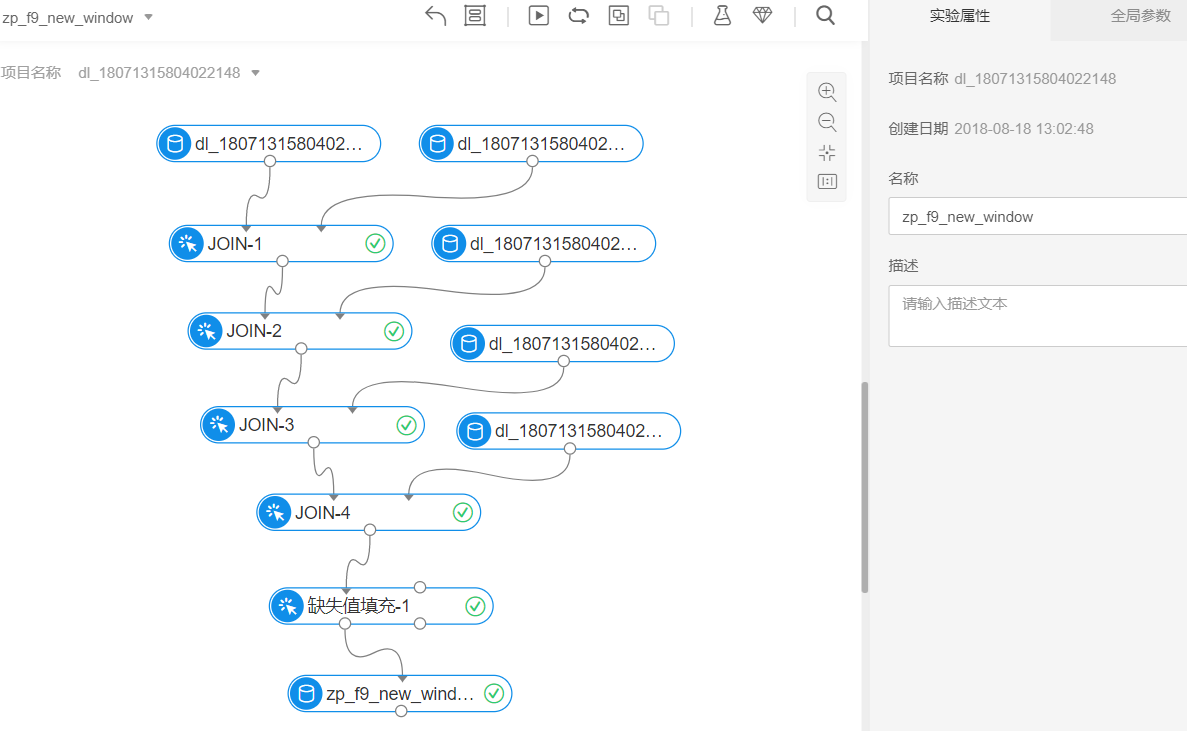 zp_f9_new_window
实验属性
全局参数
项目名称 dl_18071315804022148
项目名称 dl_18071315804022148
创建日期 2018-08-18 13:02:48
名称
zp_f9_new_window
描述
请输入描述文本
dl_1807131580402...
dl_1807131580402...
JOIN-1
dl_1807131580402...
JOIN-2
dl_1807131580402...
JOIN-3
dl_1807131580402...
JOIN-4
缺失值填充-1
zp_f9_new_wind...